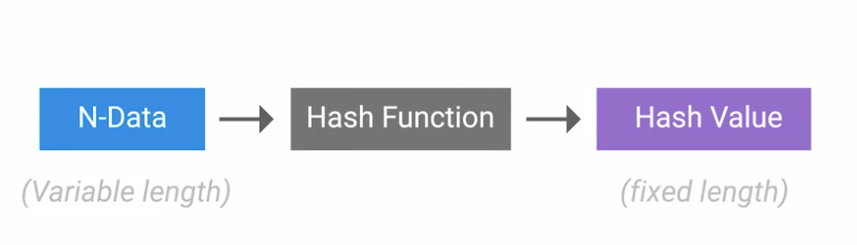 N-Data
Hash Function
Hash Value
(Variable length)
(fixed length)